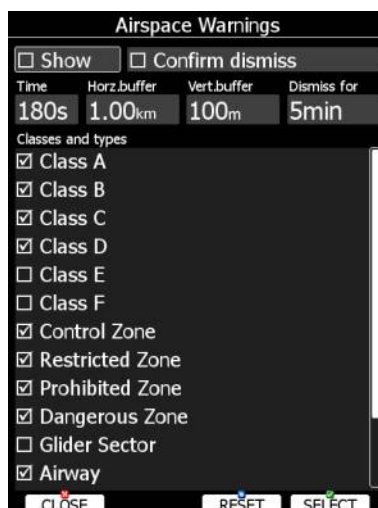 Airspace Warnings
Show Confirm dismiss
Time Horz.buffer Vert.buffer Dismiss for
180s 1.00km 100m 5min
Classes and types
Class A
Class B
Class C
Class D
Class E
Class F
Control Zone
Restricted Zone
Prohibited Zone
Dangerous Zone
Glider Sector
Airway
CLOSE RESET SELECT